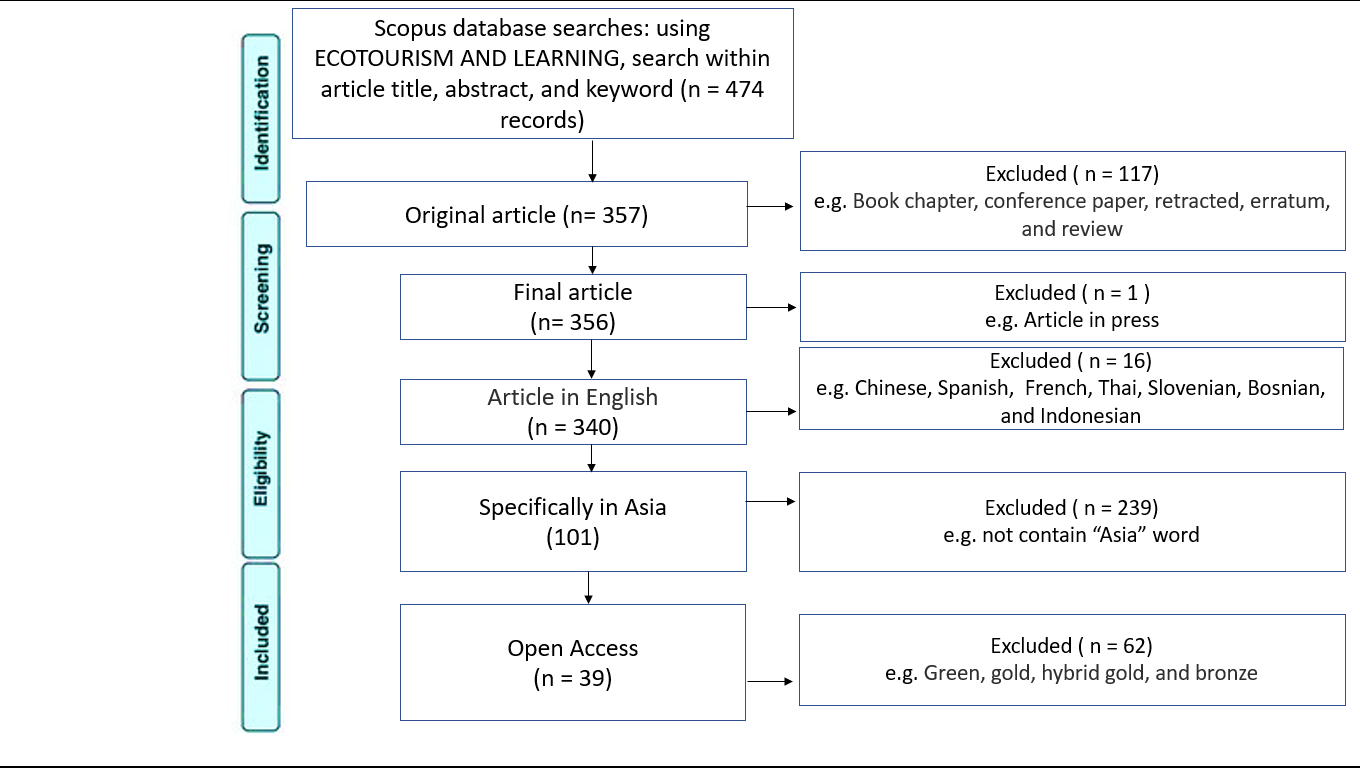 Identification
Scopus database searches: using
ECOTOURISM AND LEARNING, search within
article title, abstract, and keyword (n = 474
records)
Original article (n= 357)
Excluded ( n = 117)
e.g. Book chapter, conference paper, retracted, erratum,
and review
Screening
Final article
(n= 356)
Excluded ( n = 1 )
e.g. Article in press
Eligibility
Article in English
(n = 340)
Excluded ( n = 16)
e.g. Chinese, Spanish,  French, Thai, Slovenian, Bosnian,
and Indonesian
Specifically in Asia
(101)
Excluded ( n = 239)
e.g. not contain “Asia” word
Included
Open Access
(n = 39)
Excluded ( n = 62)
e.g. Green, gold, hybrid gold, and bronze